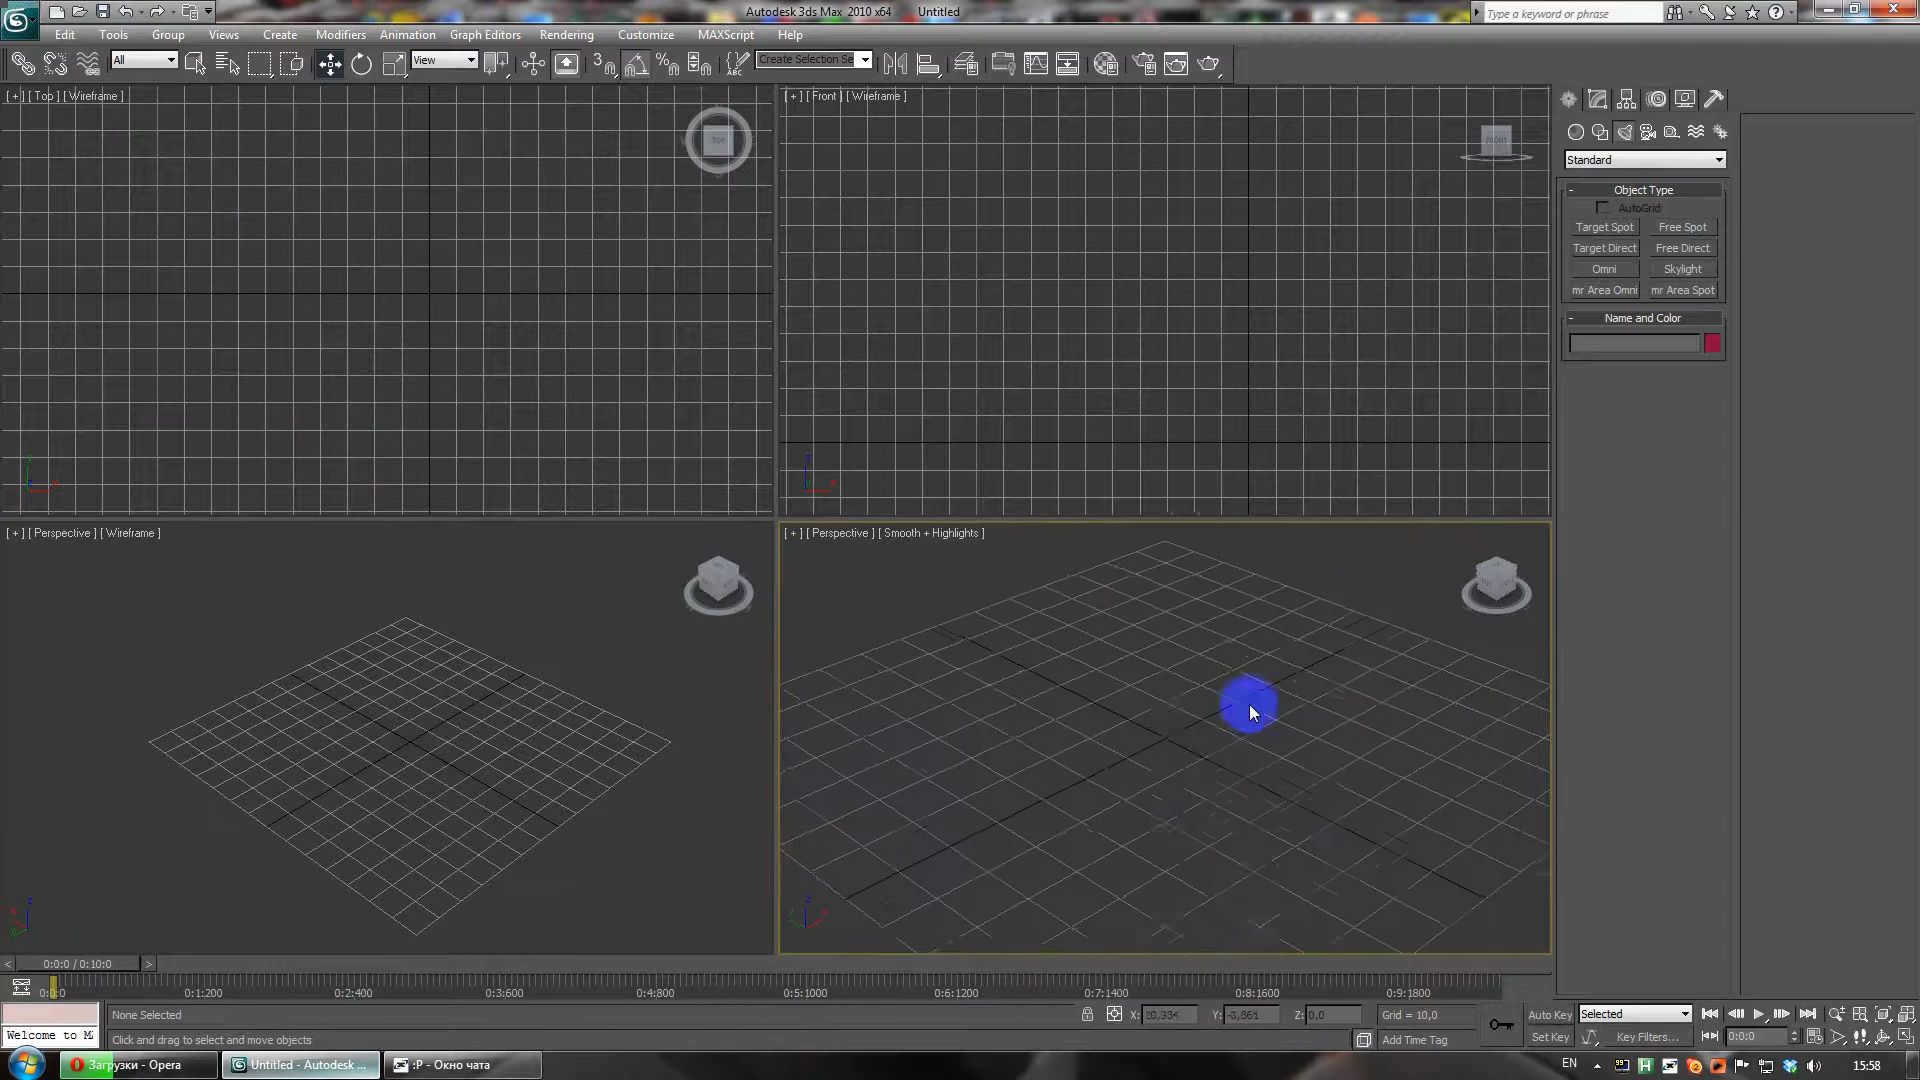 Autodesk 3ds Max 2010 x64 Untitled
Type a keyword or phrase
Edit Tools Group Views Create Modifiers Animation Graph Editors Rendering Customize MAXScript Help
All
View
Create Selection Se
ABC
[ + ] [ Top ] [ Wireframe ]
TOP
[ + ] [ Front ] [ Wireframe ]
FRONT
Standard
- Object Type
AutoGrid
Target Spot Free Spot
Target Direct Free Direct
Omni Skylight
mr Area Omni mr Area Spot
- Name and Color
[ + ] [ Perspective ] [ Wireframe ]
[ + ] [ Perspective ] [ Smooth + Highlights ]
< 0:0:0 / 0:10:0 >
0:0:0 0:1:200 0:2:400 0:3:600 0:4:800 0:5:1000 0:6:1200 0:7:1400 0:8:1600 0:9:1800
None Selected X: Y: -3,861 Z: 0,0 Grid = 10,0 Auto Key Selected
Welcome to M Click and drag to select and move objects Add Time Tag Set Key Key Filters... 0:0:0
Загрузки - Opera Untitled - Autodesk ... :P - Окно чата EN 15:58